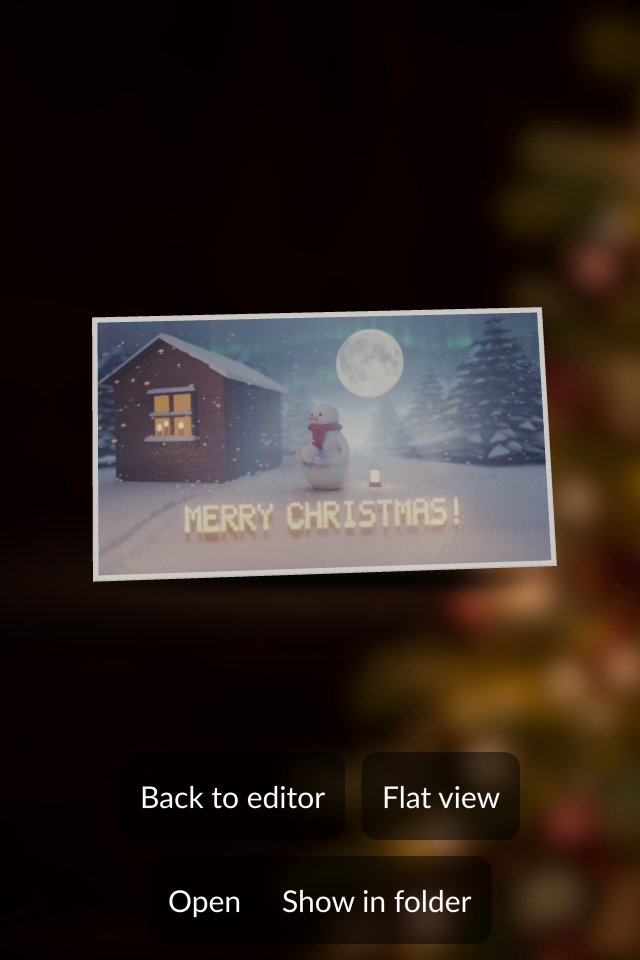 MERRY CHRISTMAS!
Back to editor
Flat view
Open
Show in folder